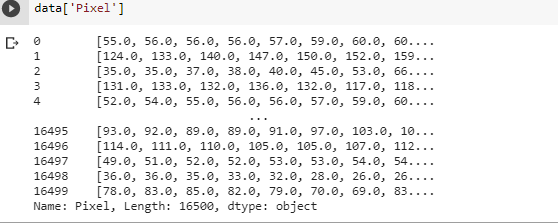 data['Pixel']
0 [55.0, 56.0, 56.0, 56.0, 57.0, 59.0, 60.0, 60....
1 [124.0, 133.0, 140.0, 147.0, 150.0, 152.0, 159...
2 [35.0, 35.0, 37.0, 38.0, 40.0, 45.0, 53.0, 66....
3 [131.0, 133.0, 132.0, 136.0, 132.0, 117.0, 118...
4 [52.0, 54.0, 55.0, 56.0, 56.0, 57.0, 59.0, 60....
...
16495 [93.0, 92.0, 89.0, 89.0, 91.0, 97.0, 103.0, 10...
16496 [114.0, 111.0, 110.0, 105.0, 105.0, 107.0, 112...
16497 [49.0, 51.0, 52.0, 52.0, 53.0, 53.0, 54.0, 54....
16498 [36.0, 36.0, 35.0, 33.0, 32.0, 28.0, 26.0, 26....
16499 [78.0, 83.0, 85.0, 82.0, 79.0, 70.0, 69.0, 83....
Name: Pixel, Length: 16500, dtype: object